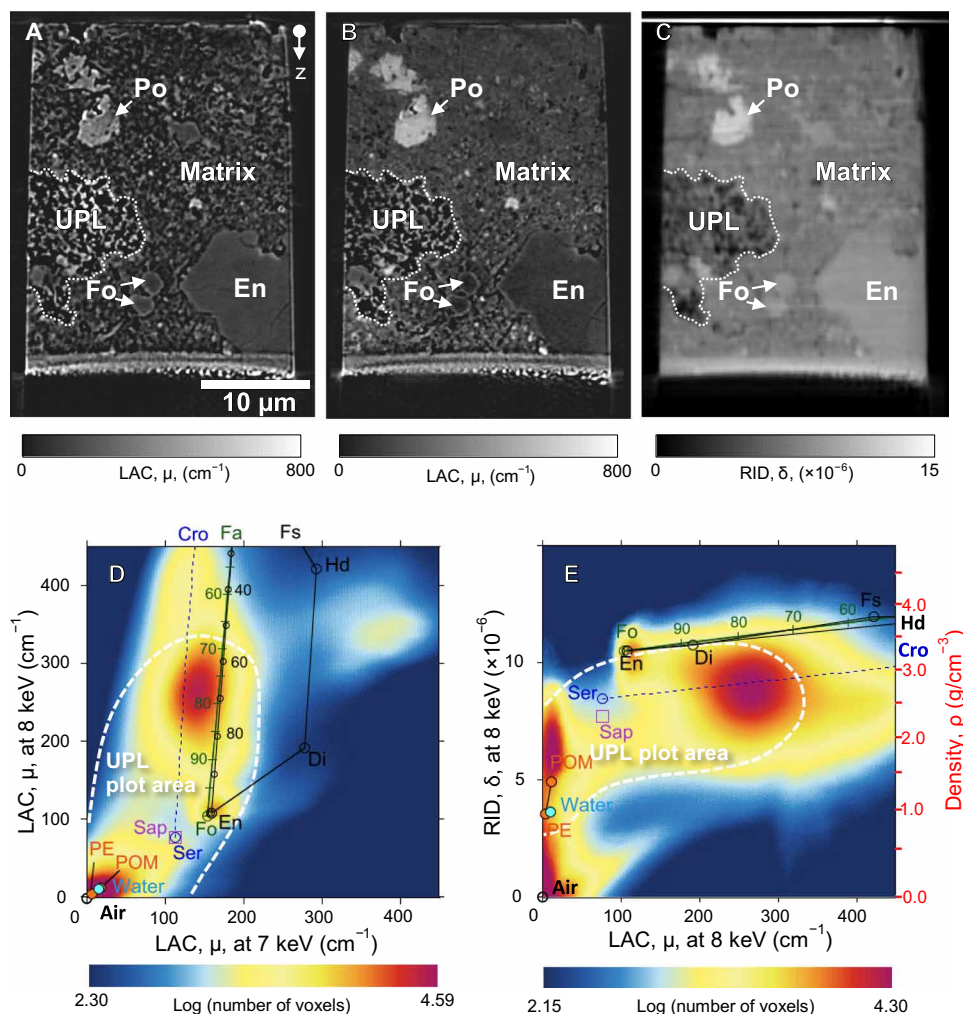 A
z
Po
Matrix
UPL
Fo
En
10 μm
B
Po
Matrix
UPL
Fo
En
C
Po
Matrix
UPL
Fo
En
0
LAC, μ, (cm⁻¹)
800
0
LAC, μ, (cm⁻¹)
800
0
RID, δ, (×10⁻⁶)
15
D
Cro
Fa
Fs
Hd
60
40
70
60
80
80
90
Di
UPL
plot area
En
Fo
Sap
Ser
PE
POM
Water
Air
400
300
200
100
0
LAC, μ, at 8 keV (cm⁻¹)
0
200
300
400
LAC, μ, at 7 keV (cm⁻¹)
2.30
Log (number of voxels)
4.59
E
Fo
En
90
80
70
60
Fs
Hd
Di
Cro
Ser
Sap
UPL plot area
POM
Water
PE
Air
10
5
0
RID, δ, at 8 keV (×10⁻⁶)
4.0
3.0
2.0
1.0
0.0
Density, ρ (g/cm⁻³)
0
100
200
300
400
LAC, μ, at 8 keV (cm⁻¹)
2.15
Log (number of voxels)
4.30